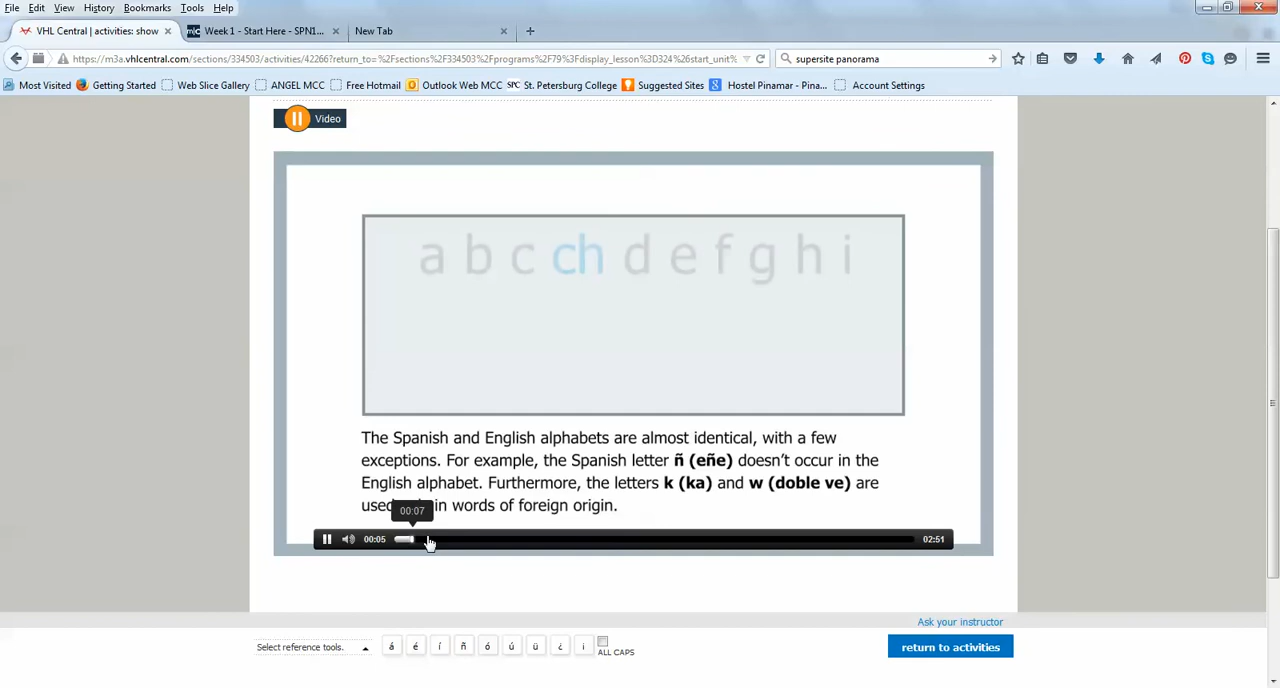 File Edit View History Bookmarks Tools Help
VHL Central | activities: show × Week 1 - Start Here - SPN1... × New Tab × +
https://m3a.vhlcentral.com/sections/334503/activities/42266?return_to=%2Fsections%2F334503%2Fprograms%2F79%3Fdisplay_lesson%3D324%26start_unit% supersite panorama
Most Visited Getting Started Web Slice Gallery ANGEL MCC Free Hotmail Outlook Web MCC SPC St. Petersburg College Suggested Sites Hostel Pinamar - Pina... Account Settings
Video
a b c ch d e f g h i
The Spanish and English alphabets are almost identical, with a few
exceptions. For example, the Spanish letter ñ (eñe) doesn't occur in the
English alphabet. Furthermore, the letters k (ka) and w (doble ve) are
in words of foreign origin.
00:07
00:05 02:51
Ask your instructor
Select reference tools. á é í ñ ó ú ü ¿ ¡ ALL CAPS
return to activities